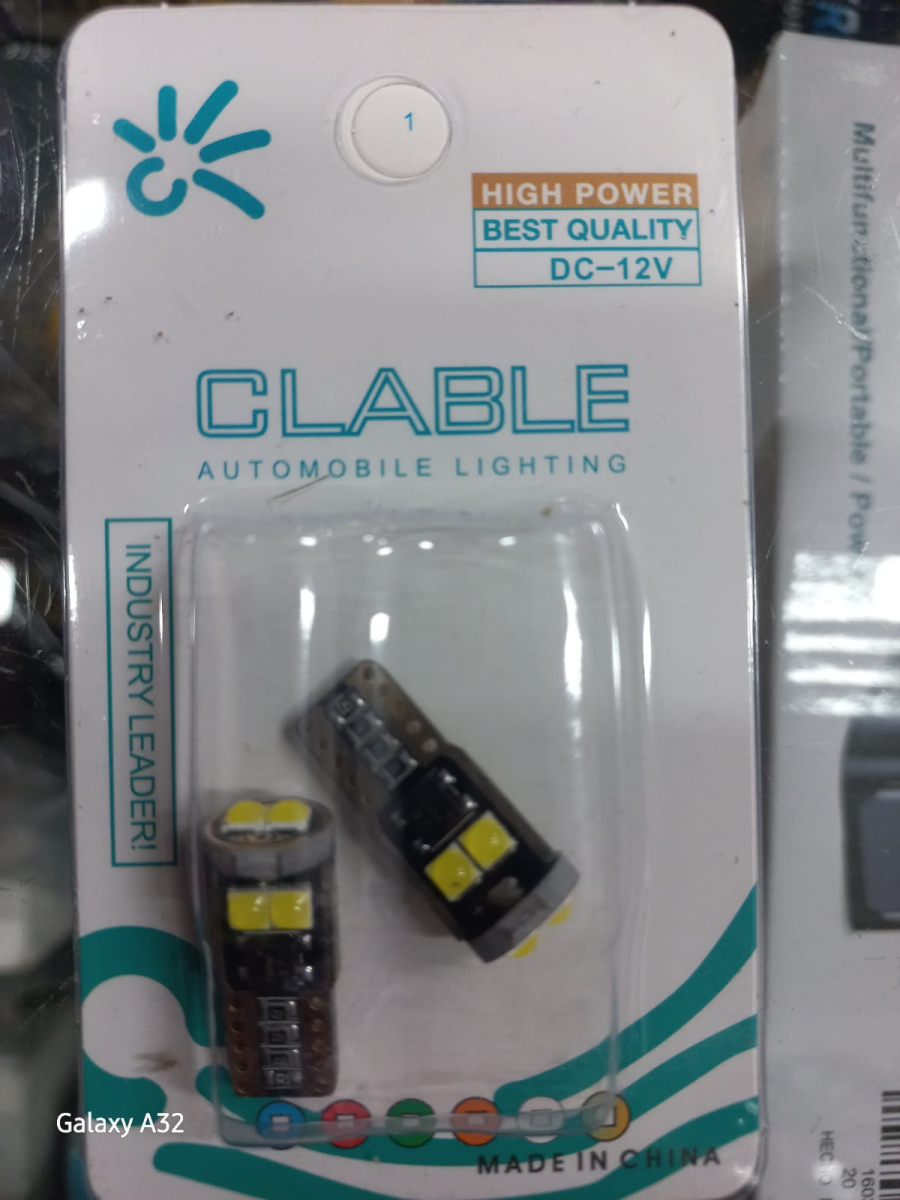 1
HIGH POWER
BEST QUALITY
DC-12V
CLABLE
AUTOMOBILE LIGHTING
INDUSTRY LEADER!
MADE IN CHINA
Multifunctional/Portable /
Galaxy A32